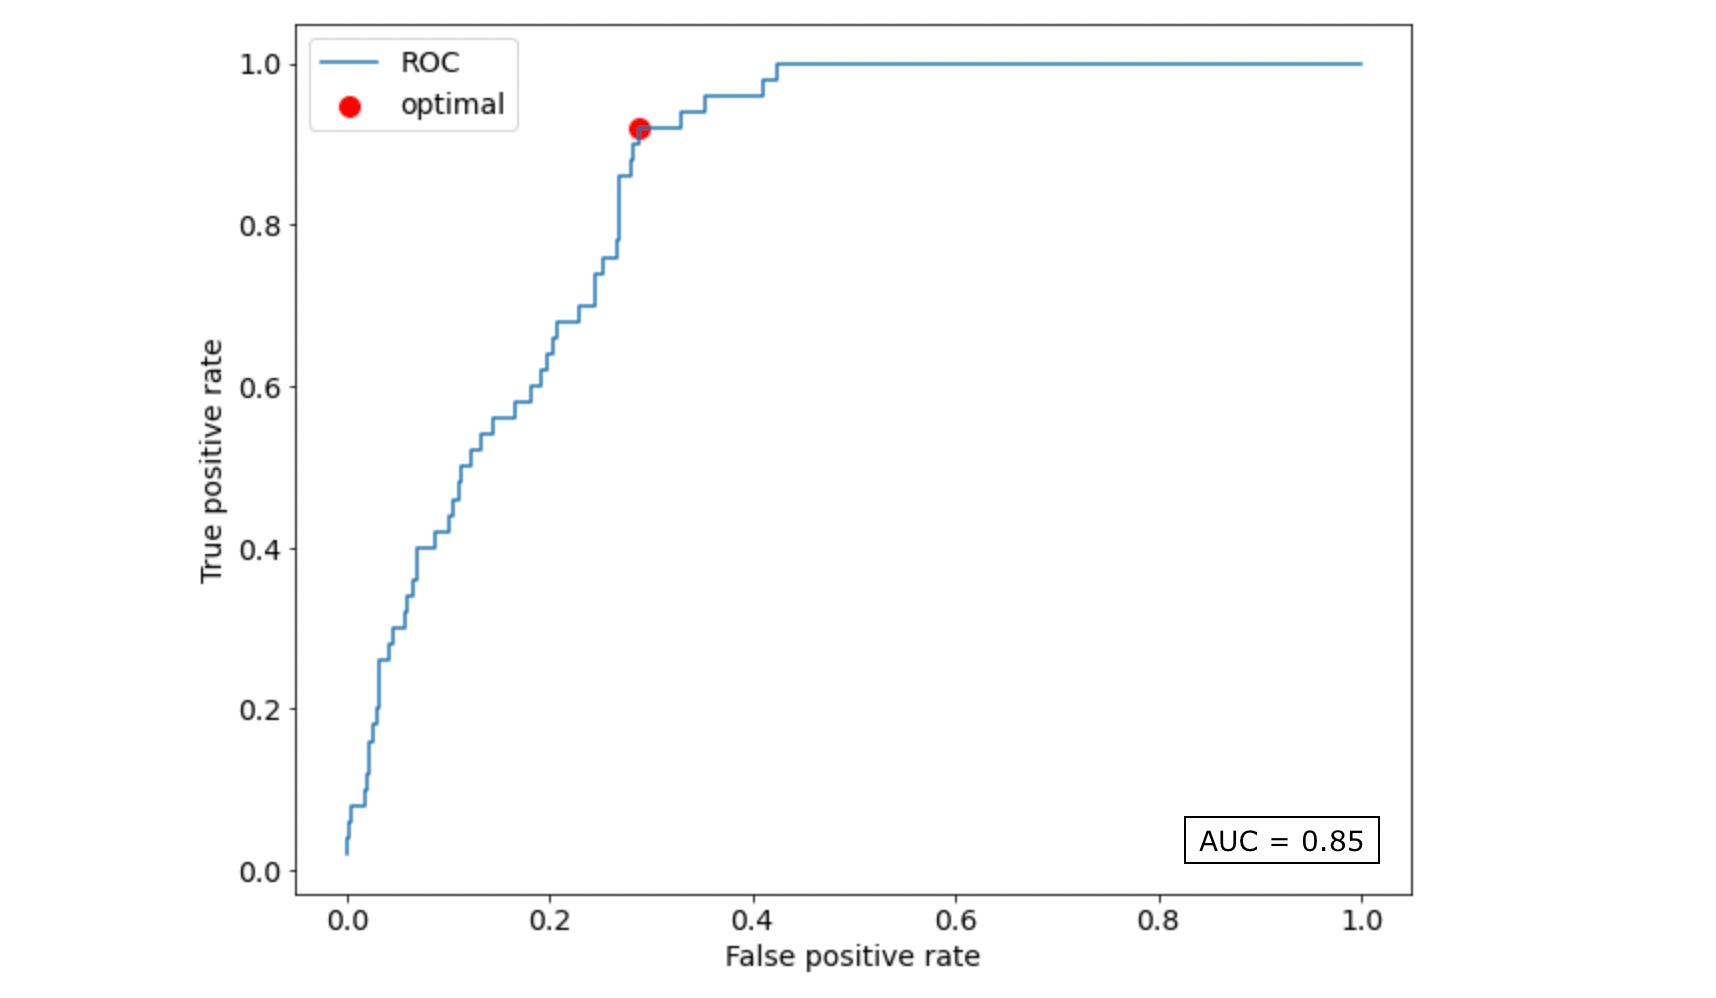 ROC
optimal
1.0
0.8
0.6
0.4
0.2
0.0
True positive rate
AUC = 0.85
0.0 0.2 0.4 0.6 0.8 1.0
False positive rate